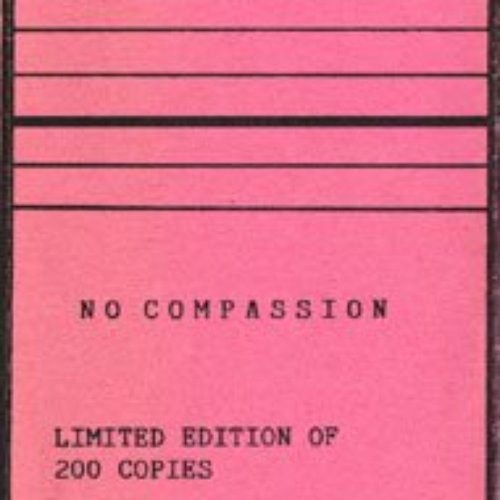 NO COMPASSION
LIMITED EDITION OF
200 COPIES